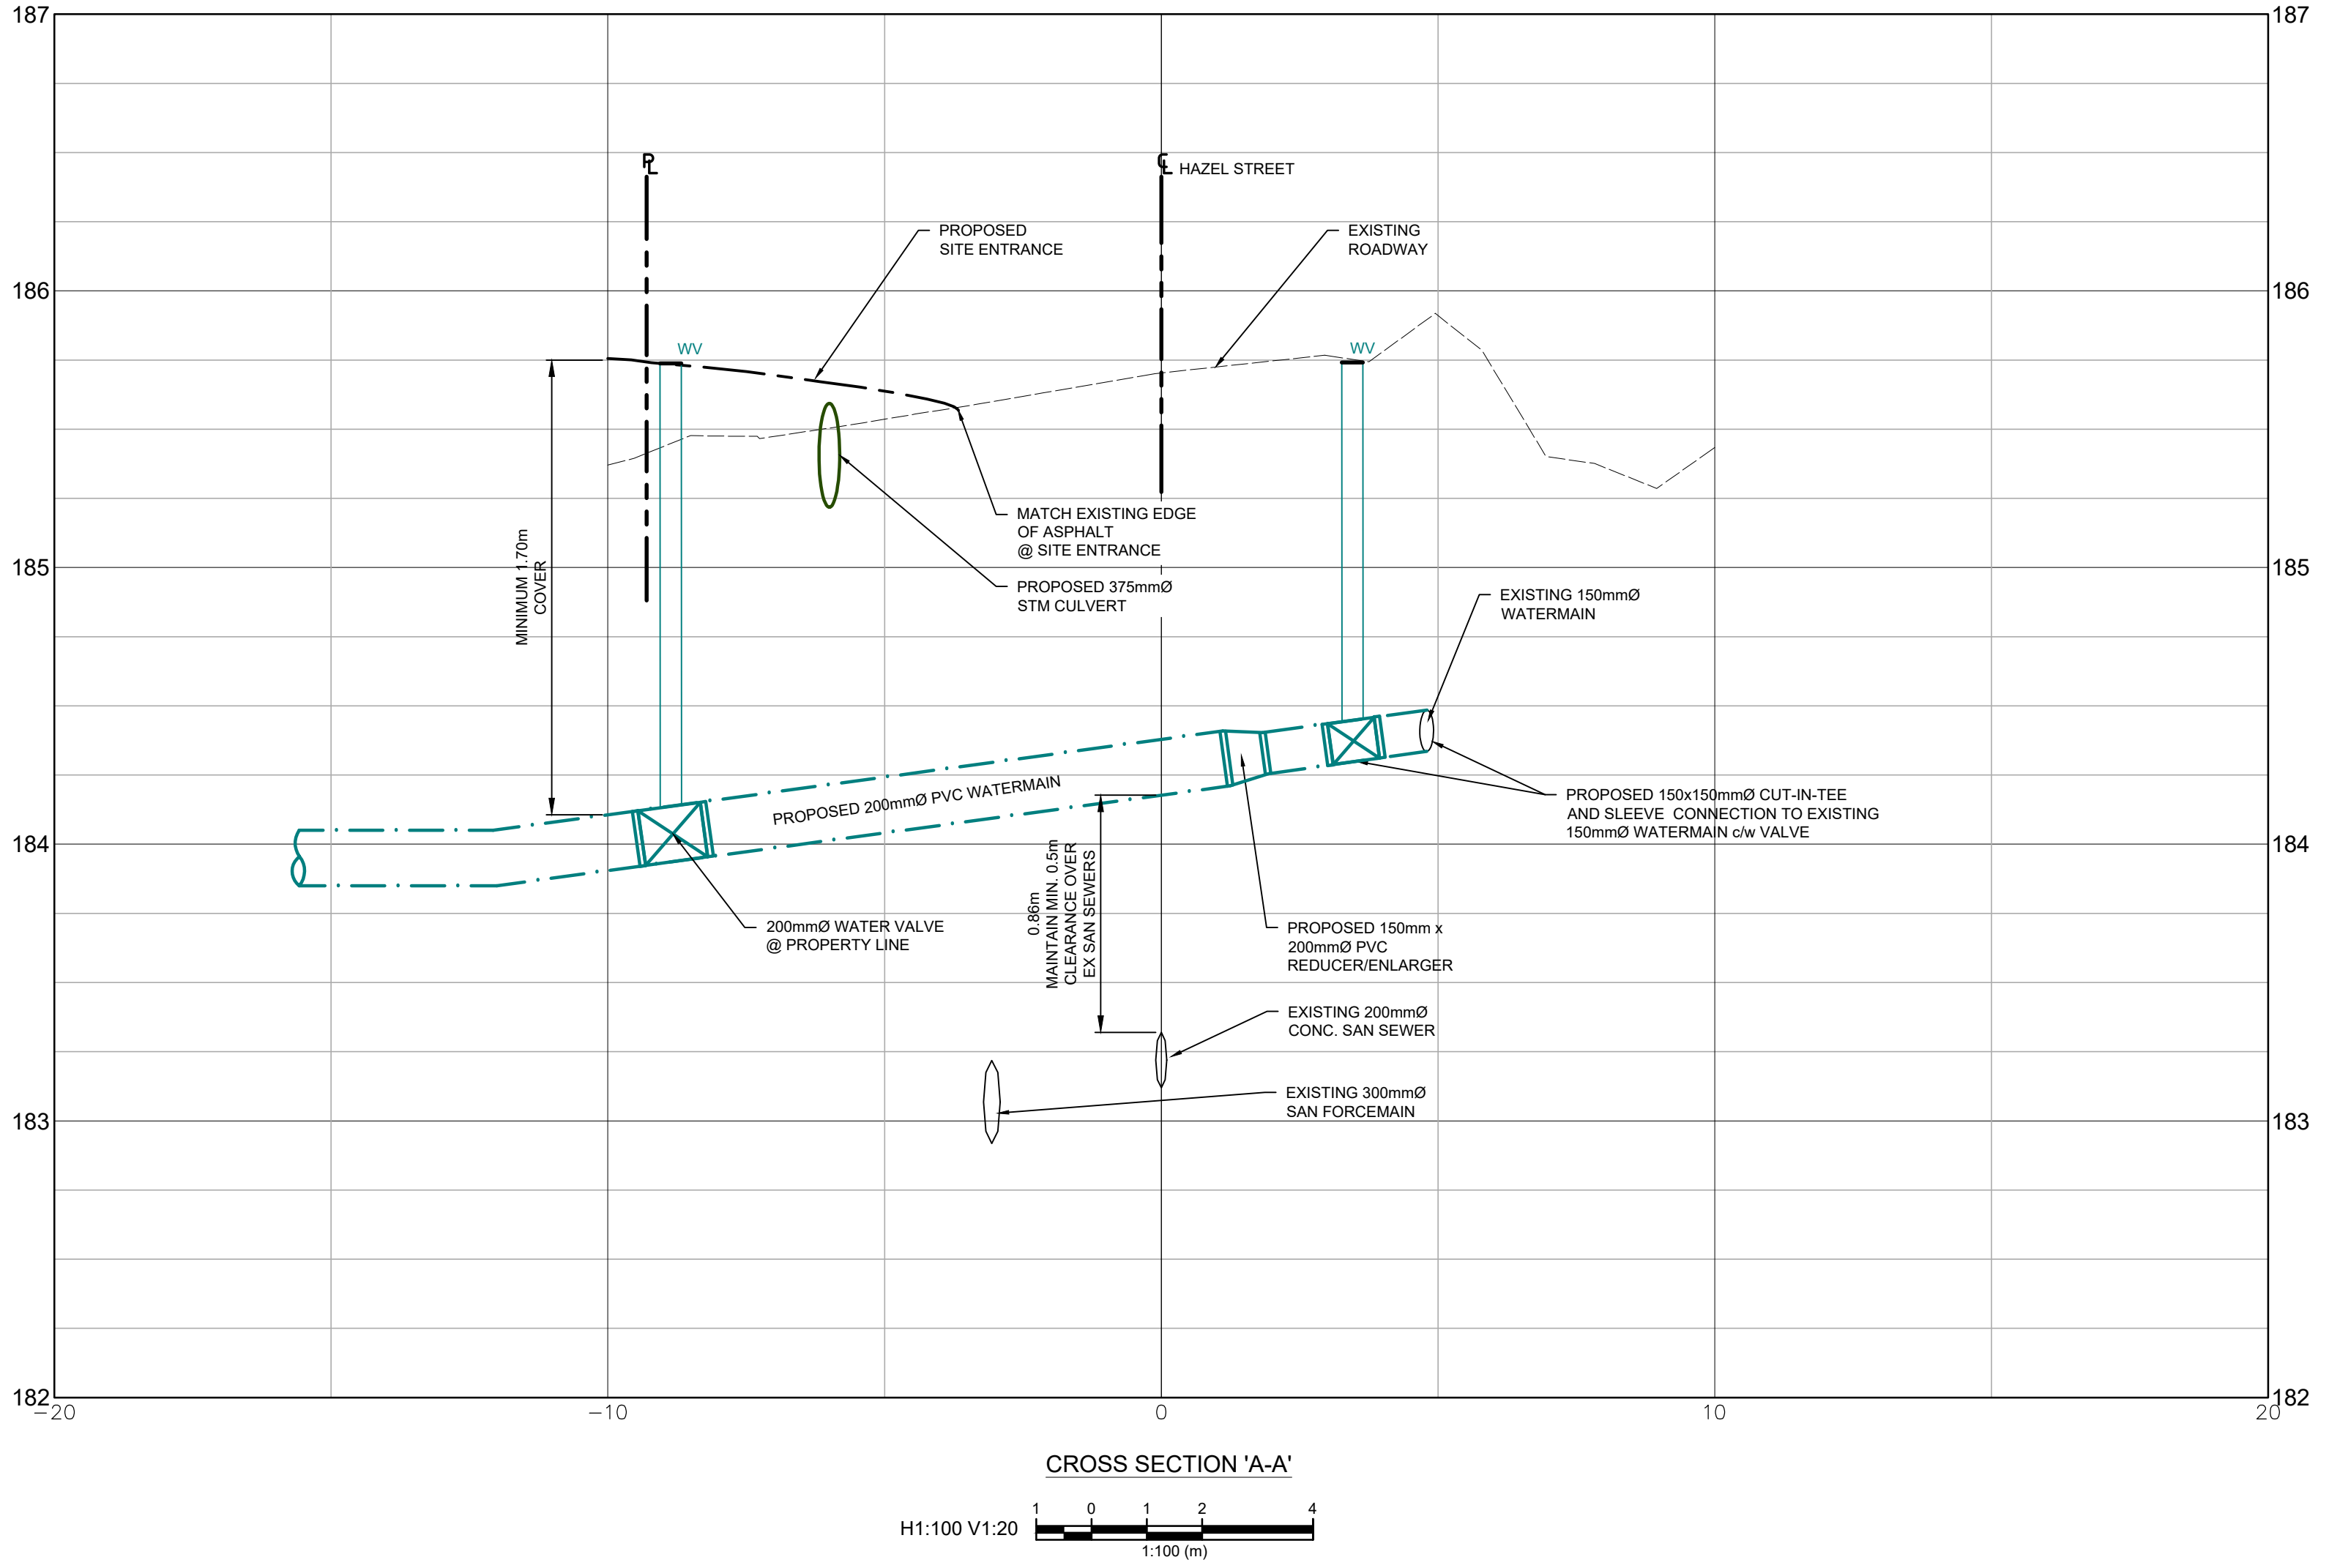 187
187
PL
CL HAZEL STREET
PROPOSED
SITE ENTRANCE
EXISTING
ROADWAY
186
186
WV
WV
MINIMUM 1.70m
COVER
MATCH EXISTING EDGE
OF ASPHALT
@ SITE ENTRANCE
185
185
PROPOSED 375mmØ
STM CULVERT
EXISTING 150mmØ
WATERMAIN
PROPOSED 200mmØ PVC WATERMAIN
PROPOSED 150x150mmØ CUT-IN-TEE
AND SLEEVE CONNECTION TO EXISTING
150mmØ WATERMAIN c/w VALVE
184
184
0.86m
MAINTAIN MIN. 0.5m
CLEARANCE OVER
EX SAN SEWERS
200mmØ WATER VALVE
@ PROPERTY LINE
PROPOSED 150mm x
200mmØ PVC
REDUCER/ENLARGER
EXISTING 200mmØ
CONC. SAN SEWER
EXISTING 300mmØ
SAN FORCEMAIN
183
183
182
182
-20
-10
0
10
20
CROSS SECTION 'A-A'
1 0 1 2 4
H1:100 V1:20
1:100 (m)